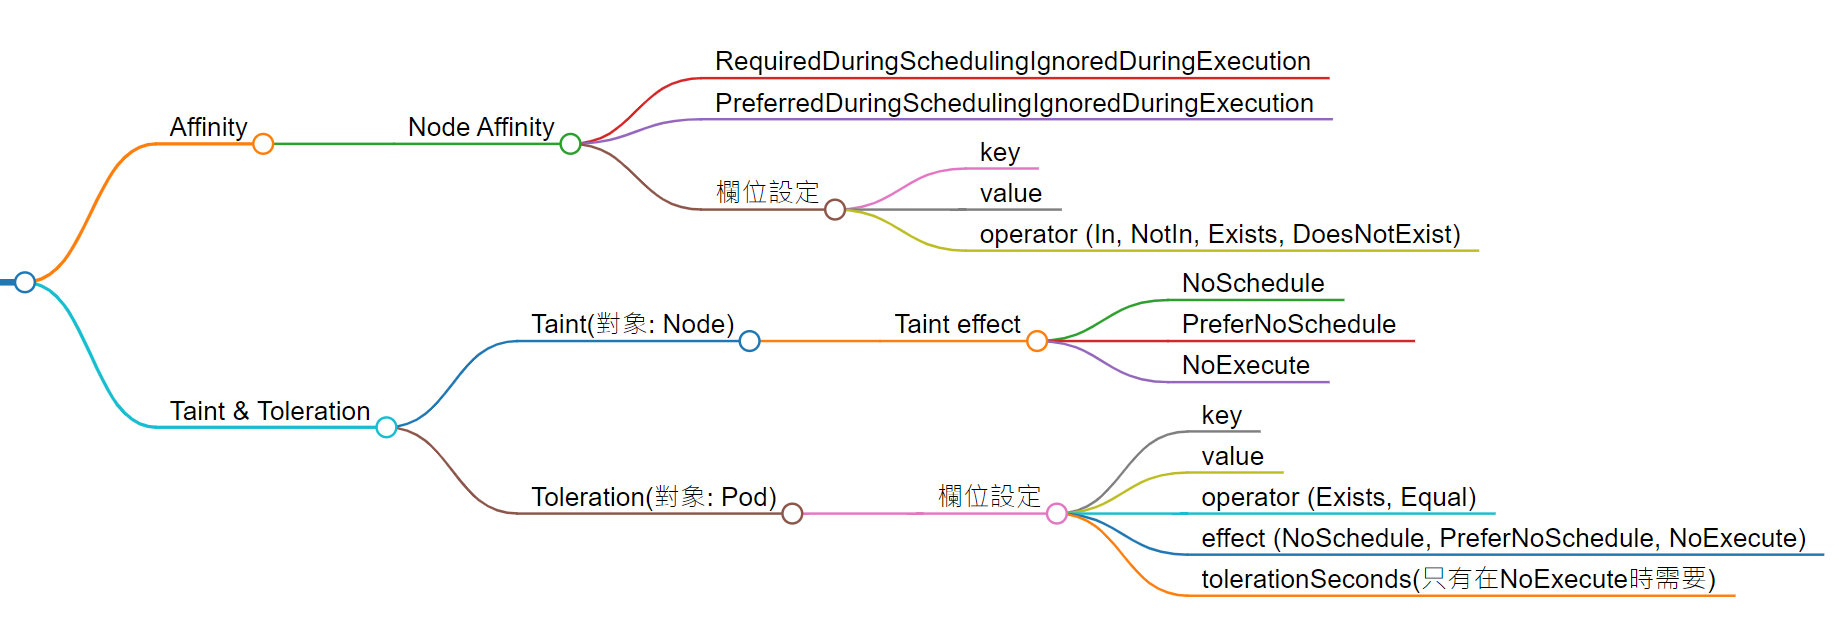 Affinity
Node Affinity
RequiredDuringSchedulingIgnoredDuringExecution
PreferredDuringSchedulingIgnoredDuringExecution
欄位設定
key
value
operator (In, NotIn, Exists, DoesNotExist)
Taint & Toleration
Taint(對象: Node)
Taint effect
NoSchedule
PreferNoSchedule
NoExecute
Toleration(對象: Pod)
欄位設定
key
value
operator (Exists, Equal)
effect (NoSchedule, PreferNoSchedule, NoExecute)
tolerationSeconds(只有在NoExecute時需要)